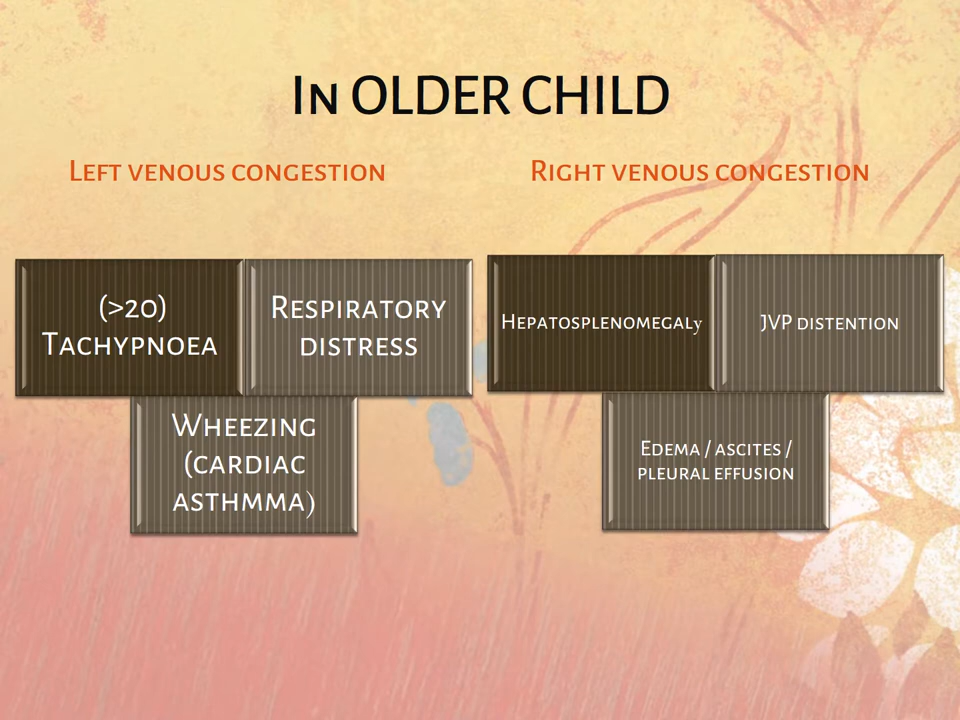 In OLDER CHILD
Left venous congestion
(>20)
Tachypnoea
Respiratory
distress
Wheezing
(cardiac
asthmma)
Right venous congestion
Hepatosplenomegaly
JVP distention
Edema / ascites /
pleural effusion